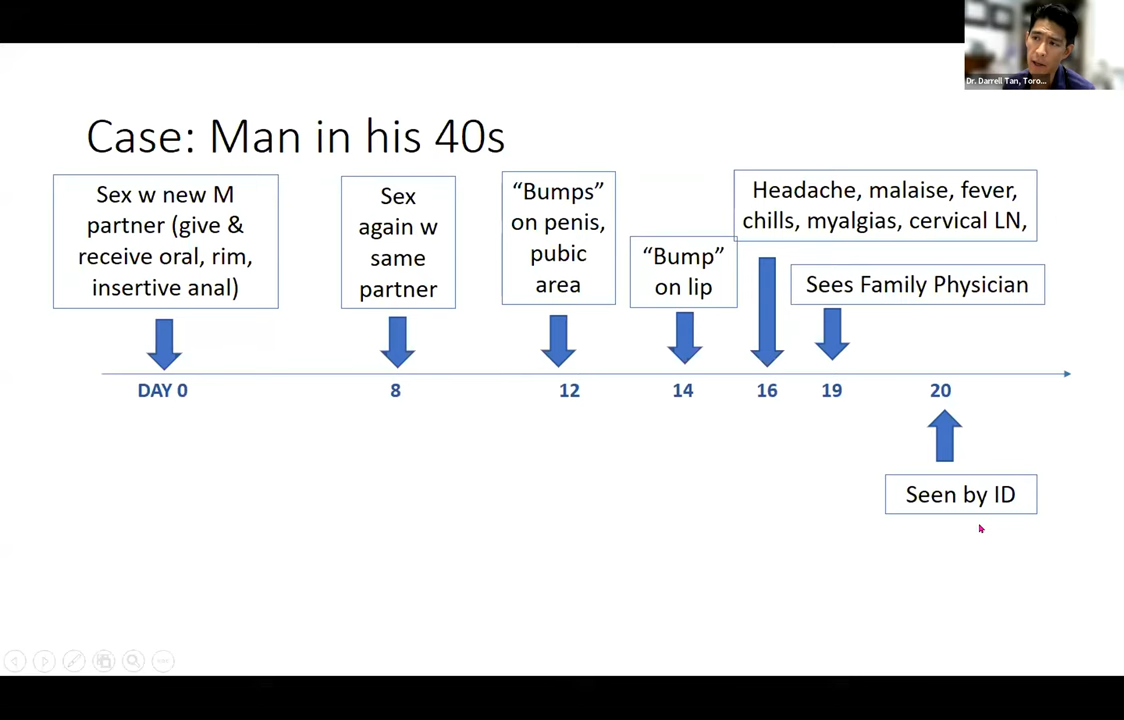 Dr. Darrell Tan, Toro...
Case: Man in his 40s
Sex w new M
partner (give &
receive oral, rim,
insertive anal)
Sex
again w
same
partner
“Bumps”
on penis,
pubic
area
“Bump”
on lip
Headache, malaise, fever,
chills, myalgias, cervical LN,
Sees Family Physician
DAY 0
8
12
14
16
19
20
Seen by ID